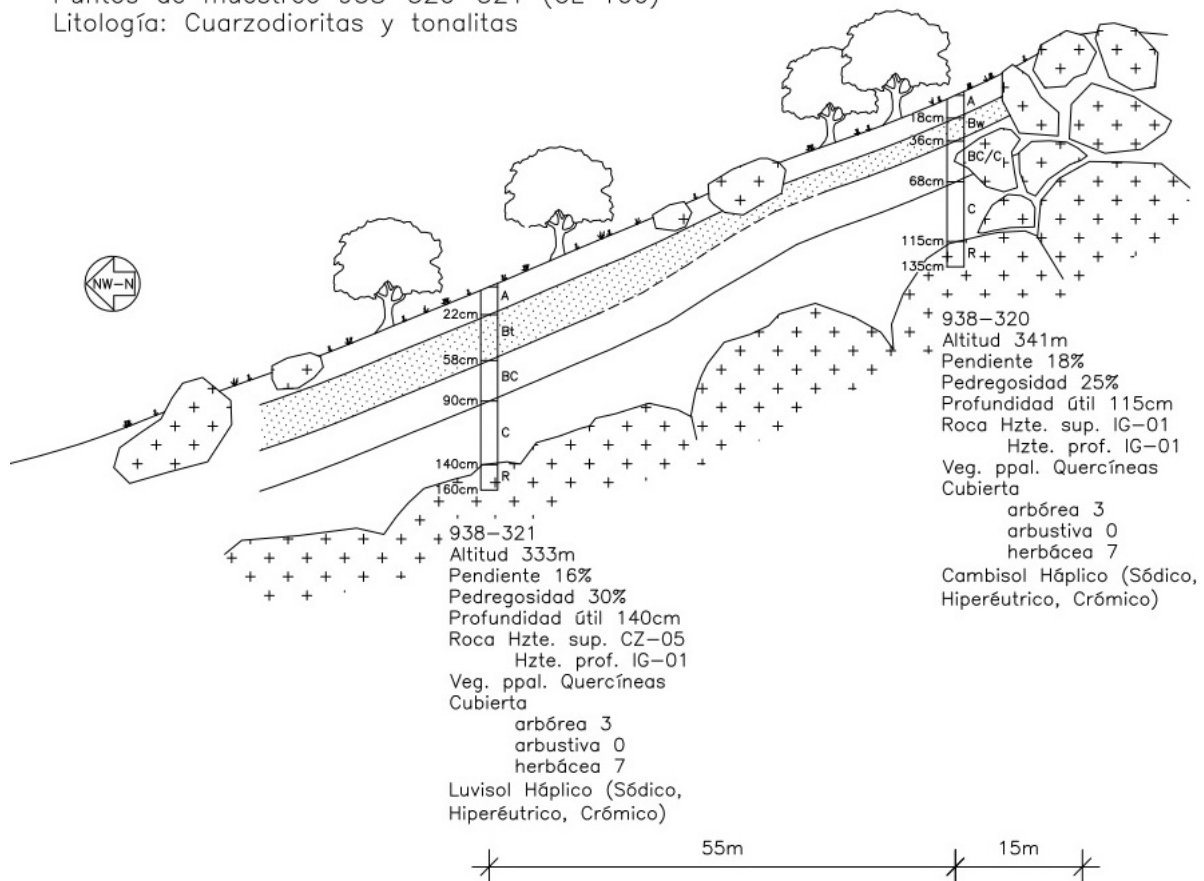 Litología: Cuarzodioritas y tonalitas
NW-N
A
18cm
Bw
36cm
BC/C
68cm
C
115cm
R
135cm
A
22cm
Bt
58cm
BC
90cm
C
140cm
R
160cm
938-320
Altitud 341m
Pendiente 18%
Pedregosidad 25%
Profundidad útil 115cm
Roca Hzte. sup. IG-01
Hzte. prof. IG-01
Veg. ppal. Quercíneas
Cubierta
arbórea 3
arbustiva 0
herbácea 7
Cambisol Háplico (Sódico,
Hiperéutrico, Crómico)
938-321
Altitud 333m
Pendiente 16%
Pedregosidad 30%
Profundidad útil 140cm
Roca Hzte. sup. CZ-05
Hzte. prof. IG-01
Veg. ppal. Quercíneas
Cubierta
arbórea 3
arbustiva 0
herbácea 7
Luvisol Háplico (Sódico,
Hiperéutrico, Crómico)
55m
15m